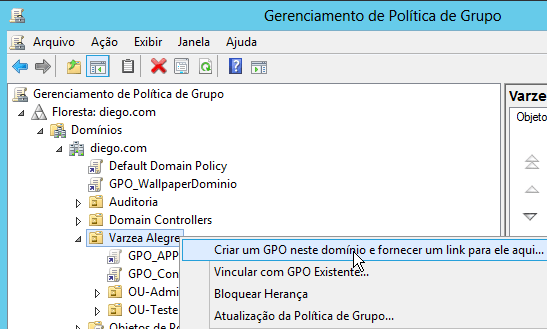 Gerenciamento de Política de Grupo
Arquivo Ação Exibir Janela Ajuda
Gerenciamento de Política de Grupo
Floresta: diego.com
Domínios
diego.com
Default Domain Policy
GPO_WallpaperDominio
Auditoria
Domain Controllers
Varzea Alegre
GPO_APP
GPO_Con
OU-Admi
OU-Teste
Objetos de Po
Varze
Objeto
Criar um GPO neste domínio e fornecer um link para ele aqui...
Vincular com GPO Existente...
Bloquear Herança
Atualização da Política de Grupo...